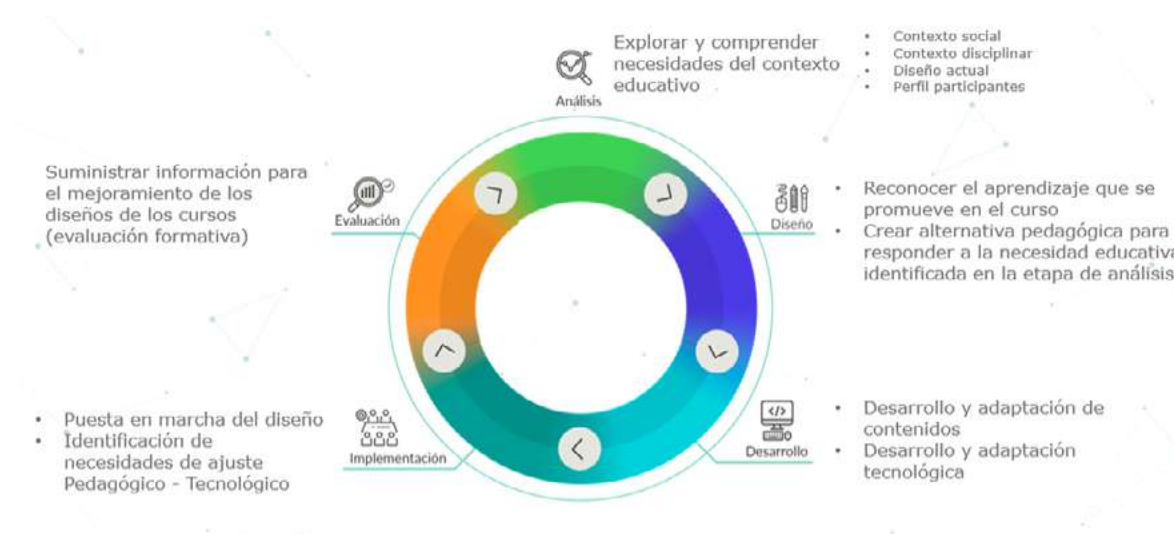 Explorar y comprender
necesidades del contexto
educativo
Análisis
• Contexto social
• Contexto disciplinar
• Diseño actual
• Perfil participantes
Suministrar información para
el mejoramiento de los
diseños de los cursos
(evaluación formativa)
Evaluación
Diseño
• Reconocer el aprendizaje que se
promueve en el curso
• Crear alternativa pedagógica para
responder a la necesidad educativa
identificada en la etapa de análisis
• Puesta en marcha del diseño
• Identificación de
necesidades de ajuste
Pedagógico - Tecnológico
Implementación
</>
Desarrollo
• Desarrollo y adaptación de
contenidos
• Desarrollo y adaptación
tecnológica